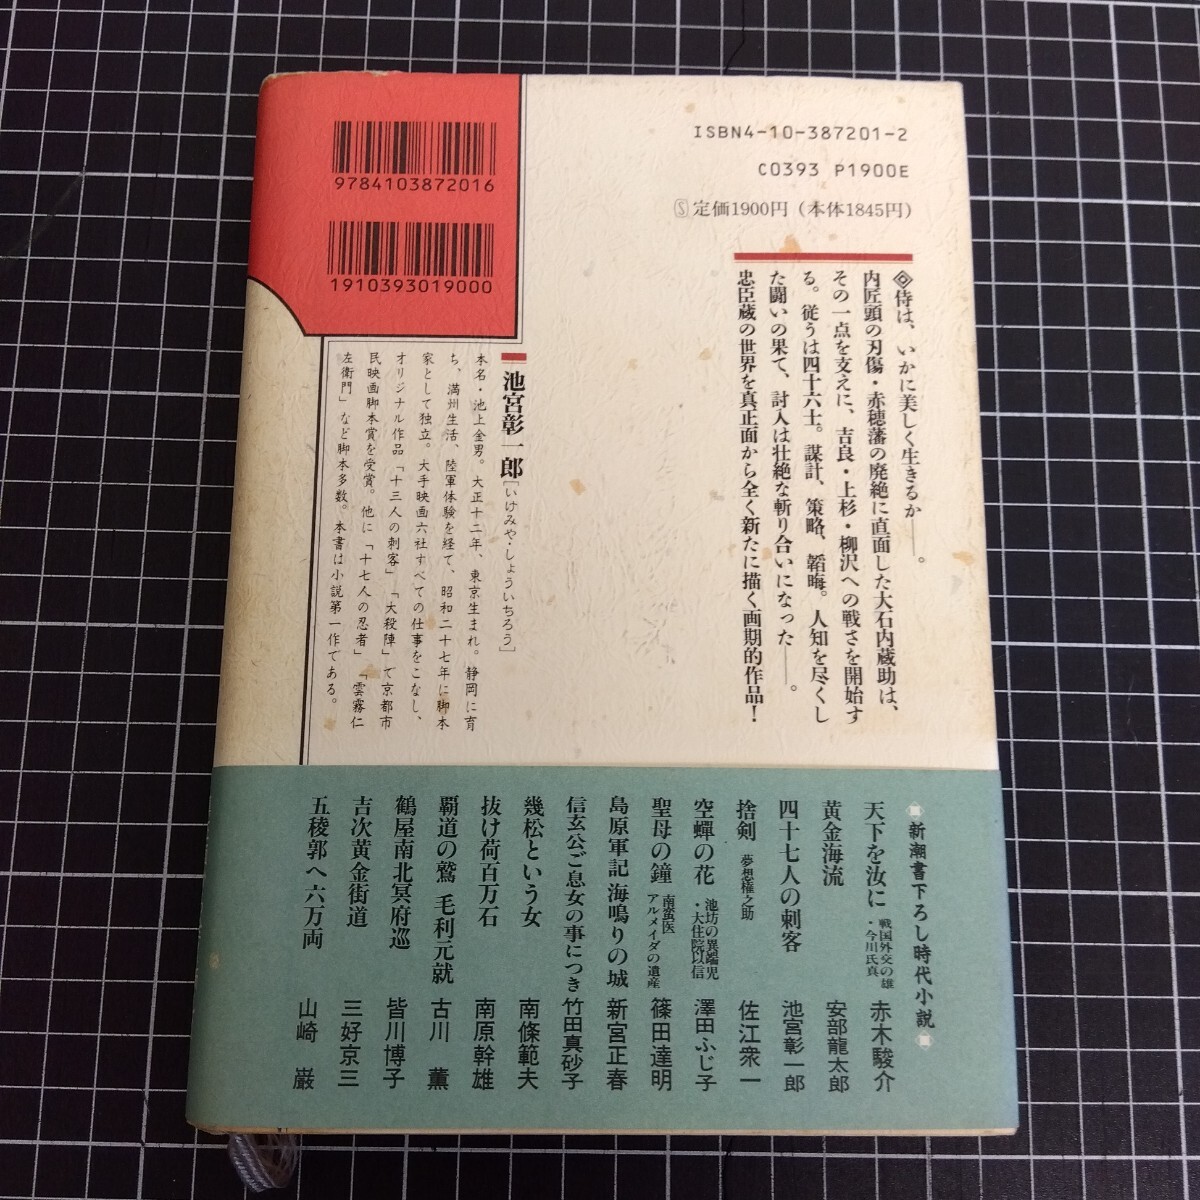 9784103872016
1910393019000
ISBN4-10-387201-2
C0393 P1900E
Ⓢ定価1900円（本体1845円）
◎侍は、いかに美しく生きるか――。
内匠頭の刃傷・赤穂藩の廃絶に直面した大石内蔵助は、
その一点を支えに、吉良・上杉・柳沢への戦さを開始す
る。従うは四十六士。謀計、策略、韜晦。人知を尽くし
た闘いの果て、討入は壮絶な斬り合いになった――。
忠臣蔵の世界を真正面から全く新たに描く画期的作品！
池宮彰一郎［いけみや・しょういちろう］
本名・池上金男。大正十二年、東京生まれ。静岡に育
ち、満州生活、陸軍体験を経て、昭和二十七年に脚本
家として独立。大手映画六社すべての仕事をこなし、
オリジナル作品「十三人の刺客」「大殺陣」で京都市
民映画脚本賞を受賞。他に「十七人の忍者」「雲霧仁
左衛門」など脚本多数。本書は小説第一作である。
新潮書下ろし時代小説
天下を汝に 戦国外交の雄・今川氏真 赤木駿介
黄金海流 安部龍太郎
四十七人の刺客 池宮彰一郎
捨剣 夢想権之助 佐江衆一
空蟬の花 池坊の異端児・大住院以信 澤田ふじ子
聖母の鐘 南蛮医アルメイダの遺産 篠田達明
島原軍記 海鳴りの城 新宮正春
信玄公ご息女の事につき 竹田真砂子
幾松という女 南條範夫
抜け荷百万石 南原幹雄
覇道の鷲 毛利元就 古川薫
鶴屋南北冥府巡 皆川博子
吉次黄金街道 三好京三
五稜郭へ六万両 山崎巌